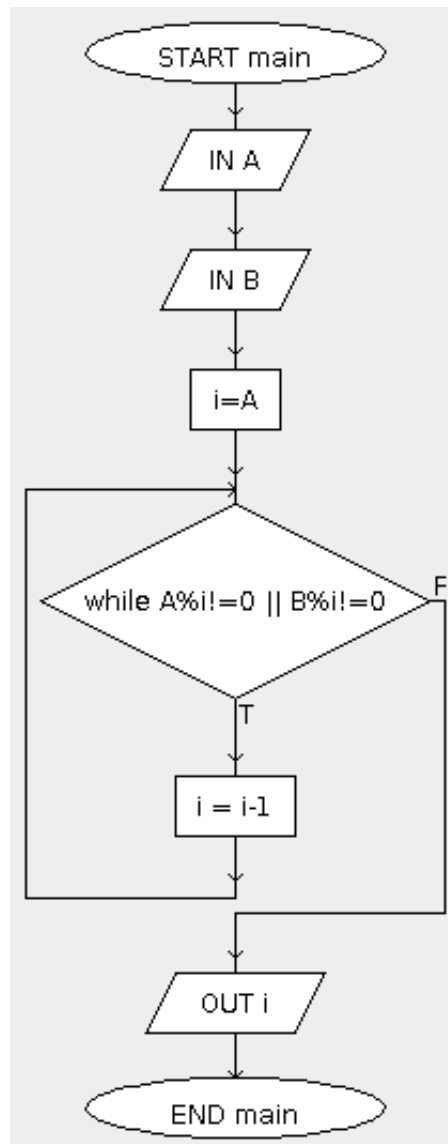 START main
IN A
IN B
i=A
while A%i!=0 || B%i!=0
F
T
i = i-1
OUT i
END main